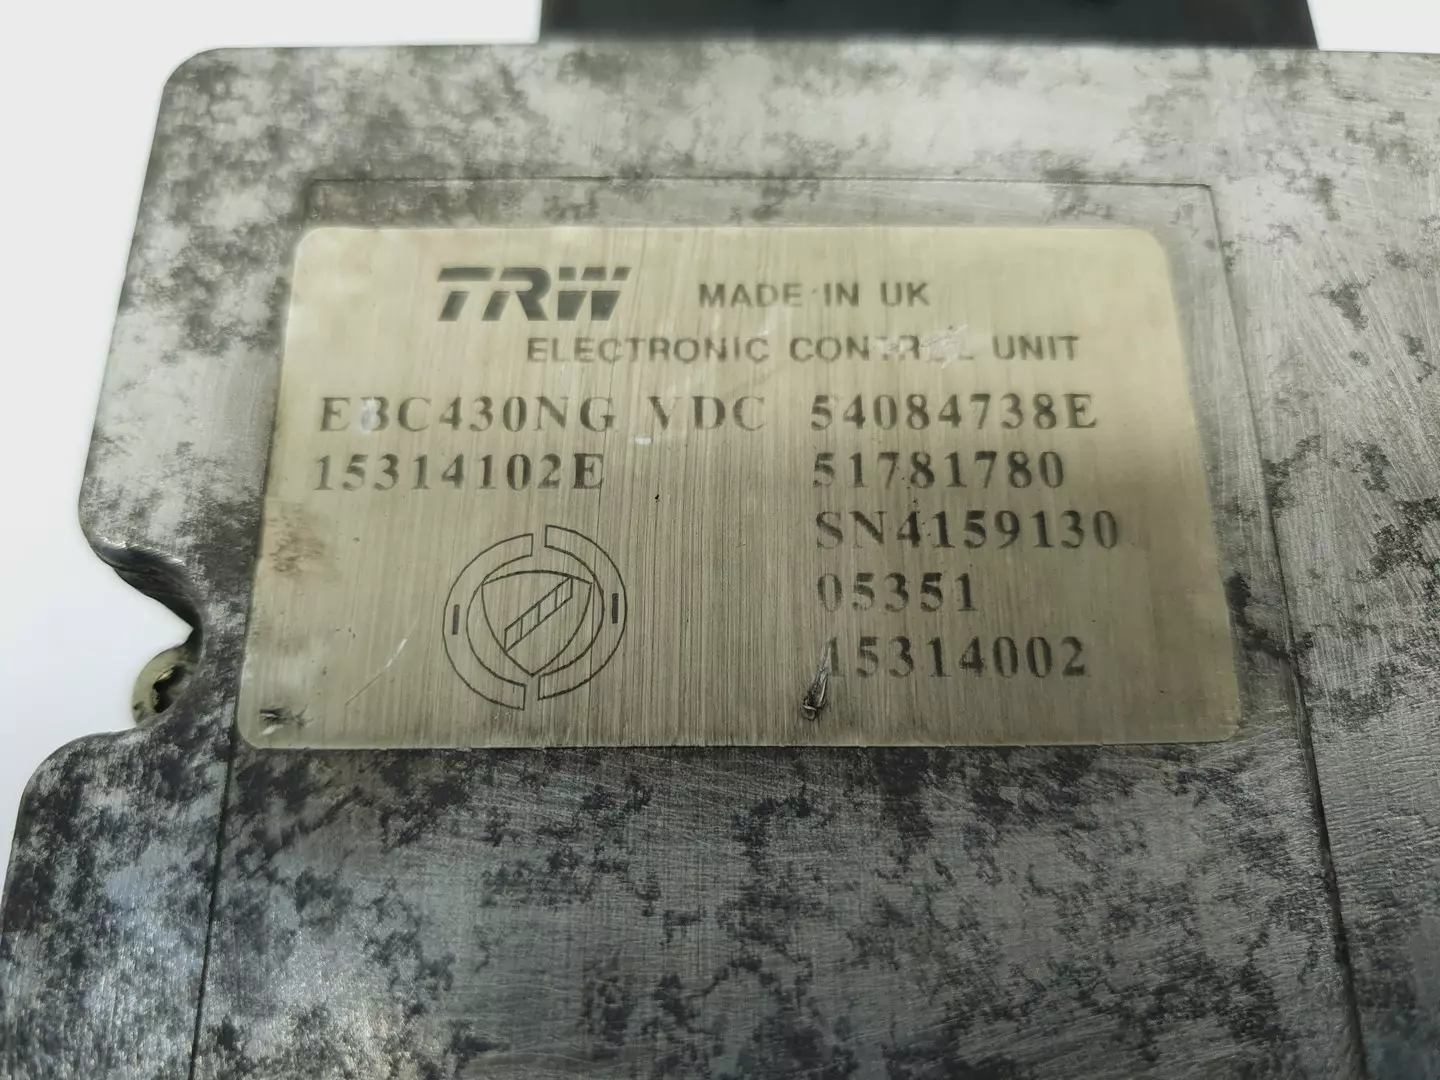 TRW MADE IN UK
ELECTRONIC CONTROL UNIT
EBC430NG VDC 54084738E
15314102E 51781780
SN4159130
05351
15314002